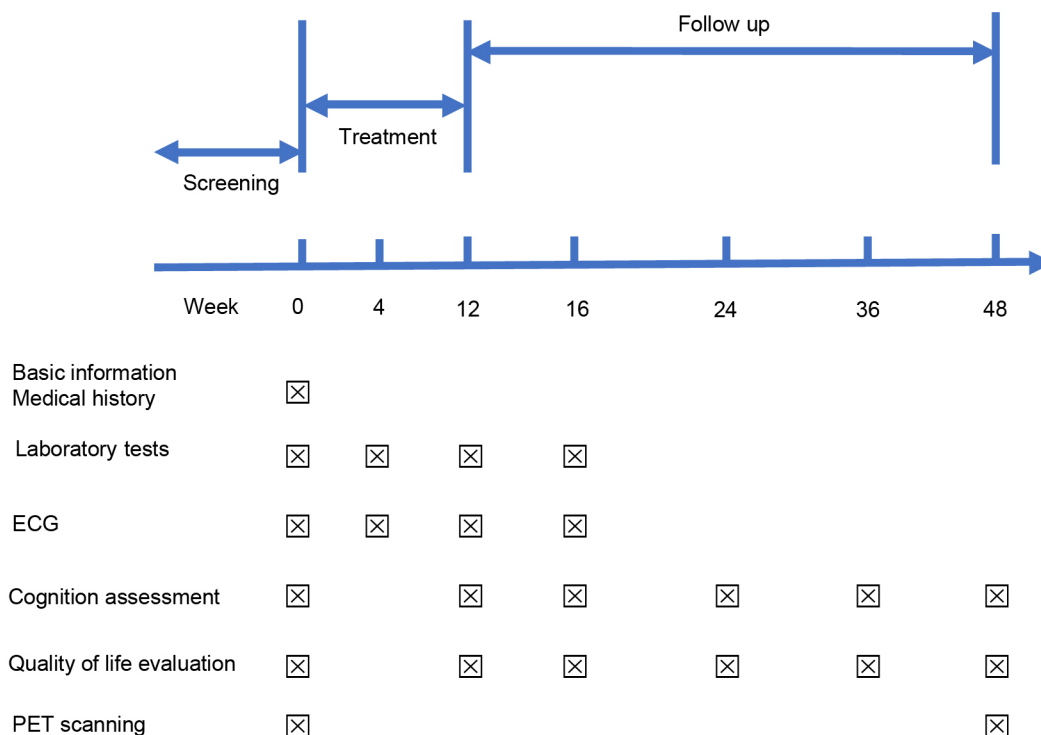 Follow up
Treatment
Screening
Week 0 4 12 16 24 36 48
Basic information
Medical history ☒
Laboratory tests ☒ ☒ ☒ ☒
ECG ☒ ☒ ☒ ☒
Cognition assessment ☒ ☒ ☒ ☒ ☒ ☒
Quality of life evaluation ☒ ☒ ☒ ☒ ☒ ☒
PET scanning ☒ ☒